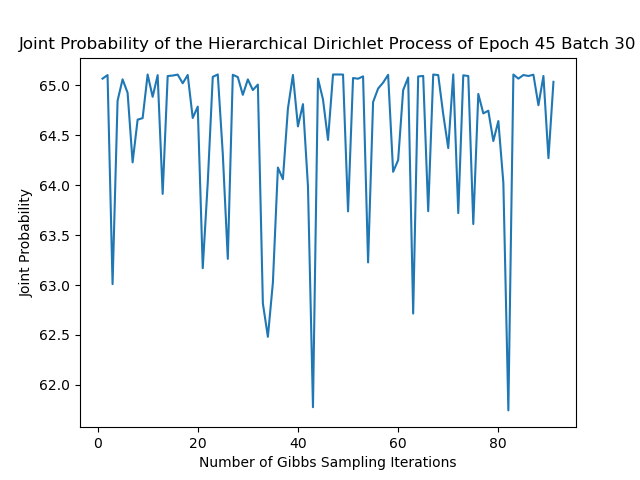 Joint Probability of the Hierarchical Dirichlet Process of Epoch 45 Batch 30
65.0
64.5
64.0
63.5
63.0
62.5
62.0
Joint Probability
0 20 40 60 80
Number of Gibbs Sampling Iterations